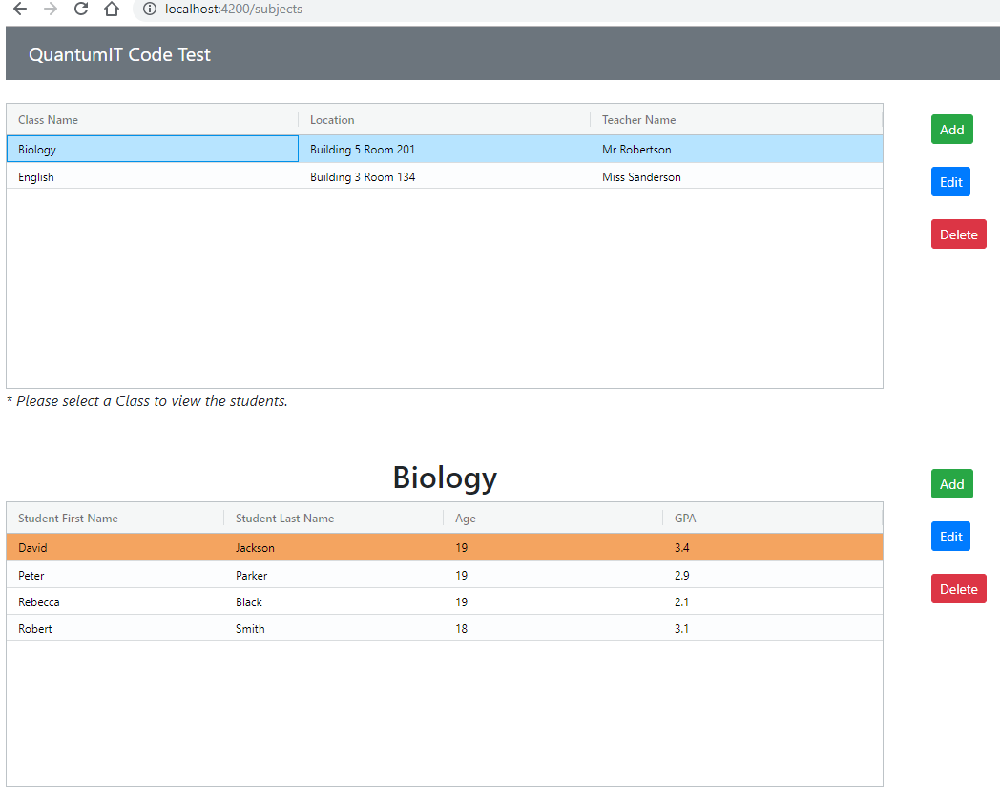 localhost:4200/subjects
QuantumIT Code Test
Class Name Location Teacher Name
Add
Biology Building 5 Room 201 Mr Robertson
English Building 3 Room 134 Miss Sanderson
Edit
Delete
* Please select a Class to view the students.
Biology
Add
Student First Name Student Last Name Age GPA
Edit
David Jackson 19 3.4
Peter Parker 19 2.9
Delete
Rebecca Black 19 2.1
Robert Smith 18 3.1